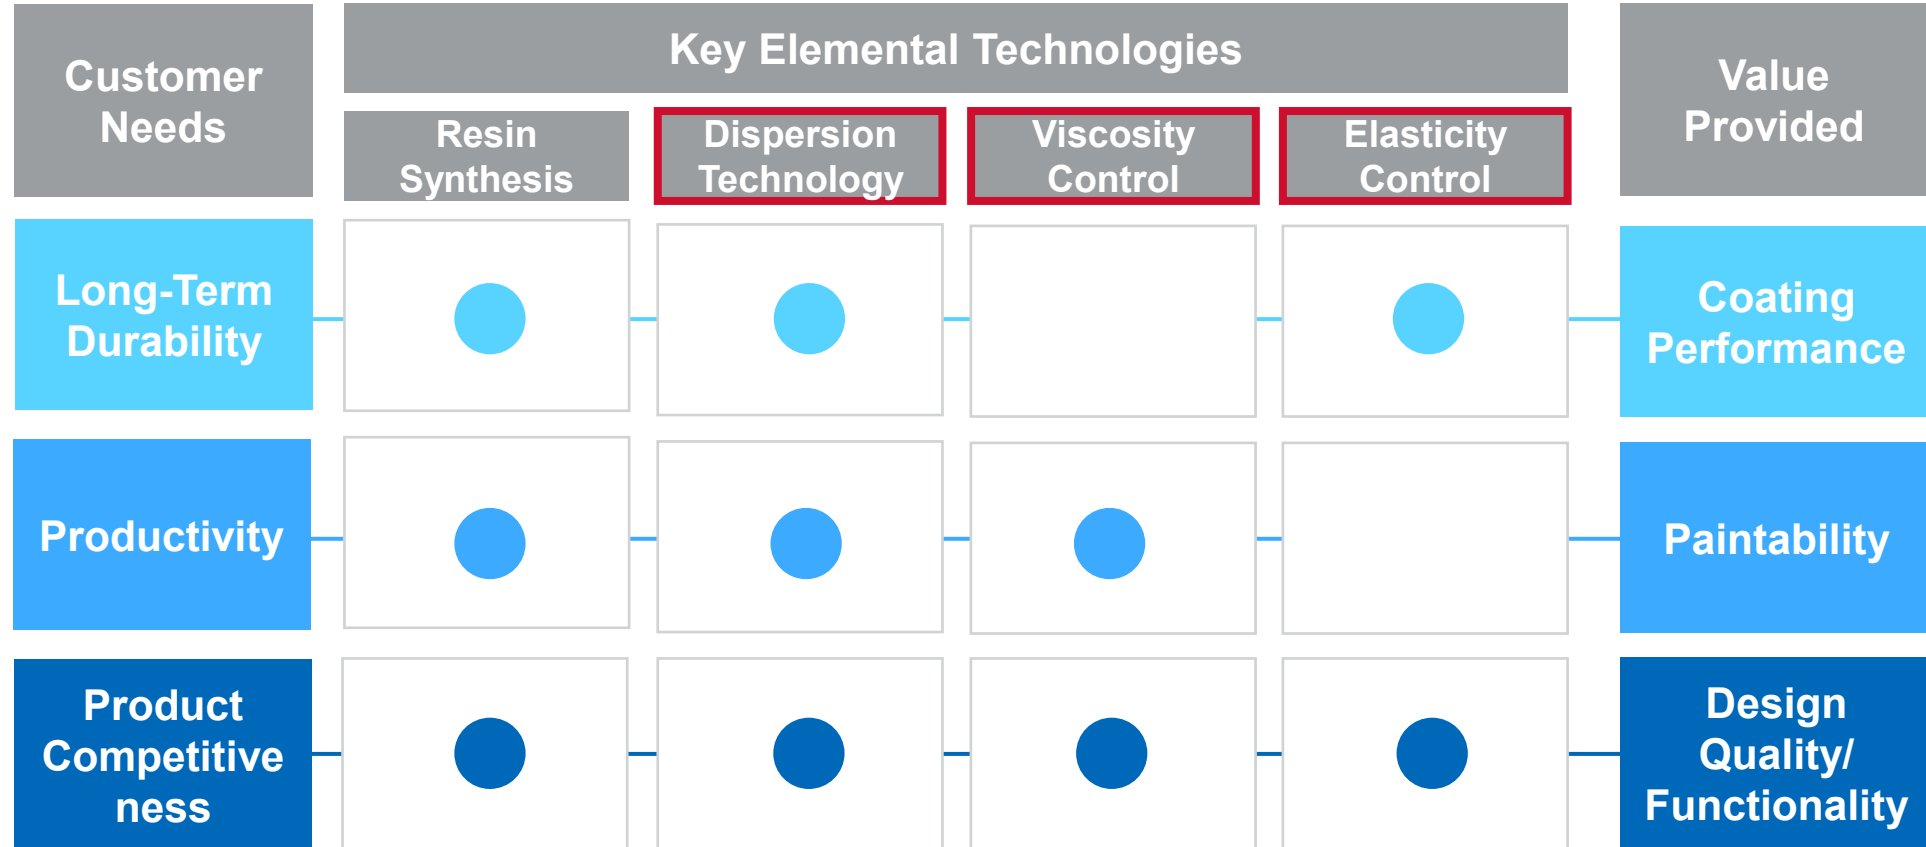 Customer
Needs
Key Elemental Technologies
Value
Provided
Resin
Synthesis
Dispersion
Technology
Viscosity
Control
Elasticity
Control
Long-Term
Durability
Coating
Performance
Productivity
Paintability
Product
Competitive
ness
Design
Quality/
Functionality